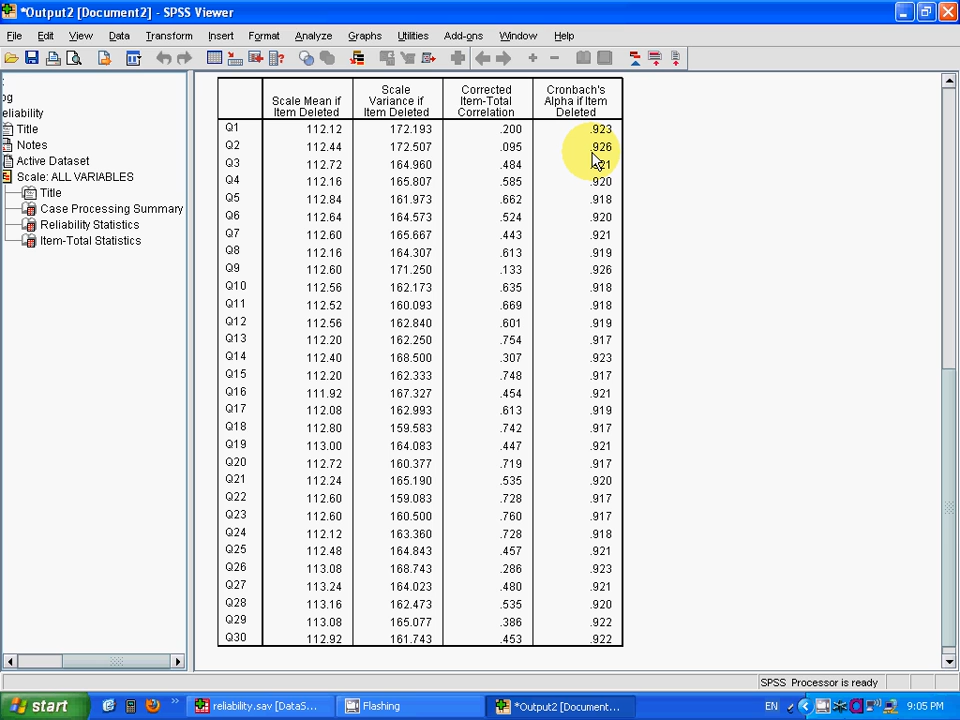 *Output2 [Document2] - SPSS Viewer
File Edit View Data Transform Insert Format Analyze Graphs Utilities Add-ons Window Help
og
eliability
Title
Notes
Active Dataset
Scale: ALL VARIABLES
Title
Case Processing Summary
Reliability Statistics
Item-Total Statistics
Scale Mean if Item Deleted Scale Variance if Item Deleted Corrected Item-Total Correlation Cronbach's Alpha if Item Deleted
Q1 112.12 172.193 .200 .923
Q2 112.44 172.507 .095 .926
Q3 112.72 164.960 .484 21
Q4 112.16 165.807 .585 .920
Q5 112.84 161.973 .662 .918
Q6 112.64 164.573 .524 .920
Q7 112.60 165.667 .443 .921
Q8 112.16 164.307 .613 .919
Q9 112.60 171.250 .133 .926
Q10 112.56 162.173 .635 .918
Q11 112.52 160.093 .669 .918
Q12 112.56 162.840 .601 .919
Q13 112.20 162.250 .754 .917
Q14 112.40 168.500 .307 .923
Q15 112.20 162.333 .748 .917
Q16 111.92 167.327 .454 .921
Q17 112.08 162.993 .613 .919
Q18 112.80 159.583 .742 .917
Q19 113.00 164.083 .447 .921
Q20 112.72 160.377 .719 .917
Q21 112.24 165.190 .535 .920
Q22 112.60 159.083 .728 .917
Q23 112.60 160.500 .760 .917
Q24 112.12 163.360 .728 .918
Q25 112.48 164.843 .457 .921
Q26 113.08 168.743 .286 .923
Q27 113.24 164.023 .480 .921
Q28 113.16 162.473 .535 .920
Q29 113.08 165.077 .386 .922
Q30 112.92 161.743 .453 .922
SPSS Processor is ready
start reliability.sav [DataS... Flashing *Output2 [Document... EN 9:05 PM